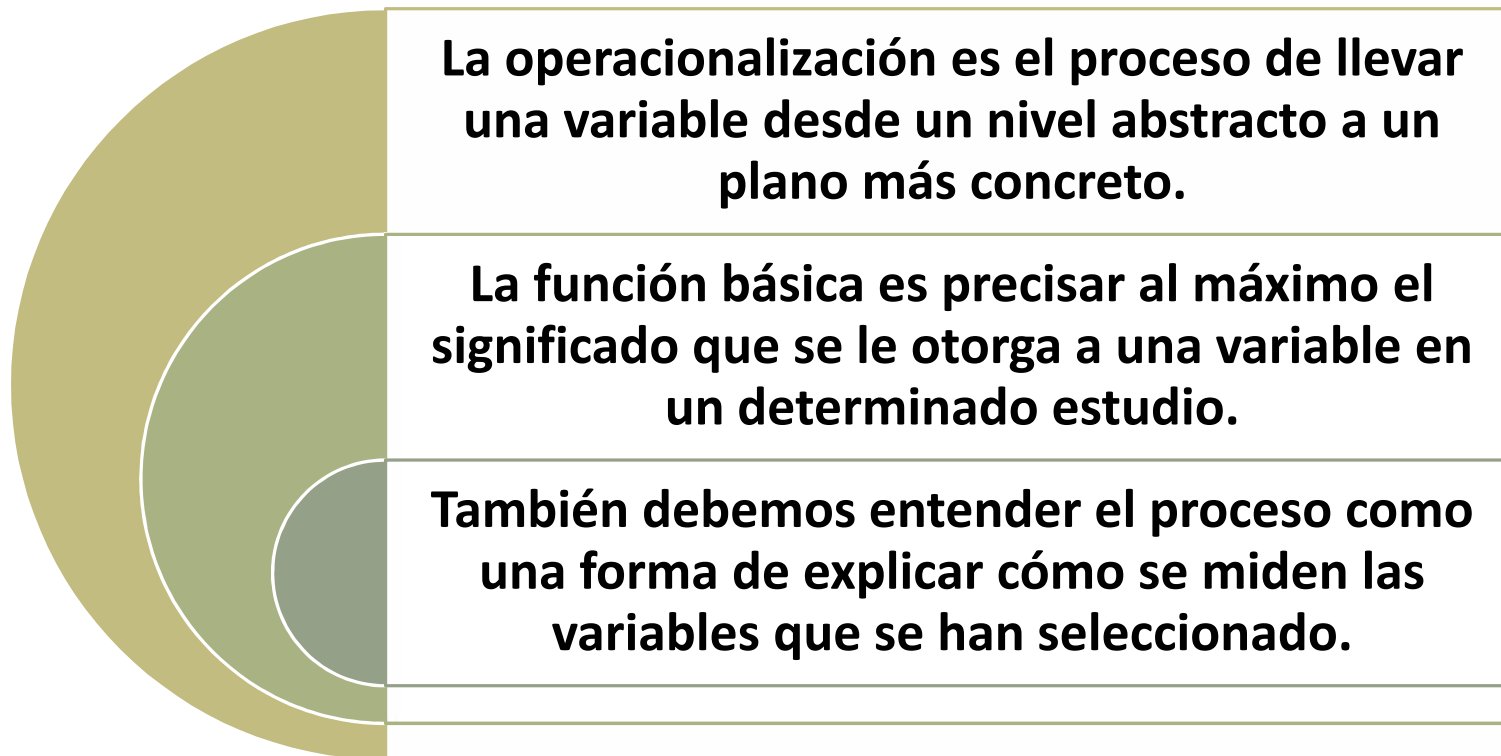 La operacionalización es el proceso de llevar
una variable desde un nivel abstracto a un
plano más concreto.
La función básica es precisar al máximo el
significado que se le otorga a una variable en
un determinado estudio.
También debemos entender el proceso como
una forma de explicar cómo se miden las
variables que se han seleccionado.